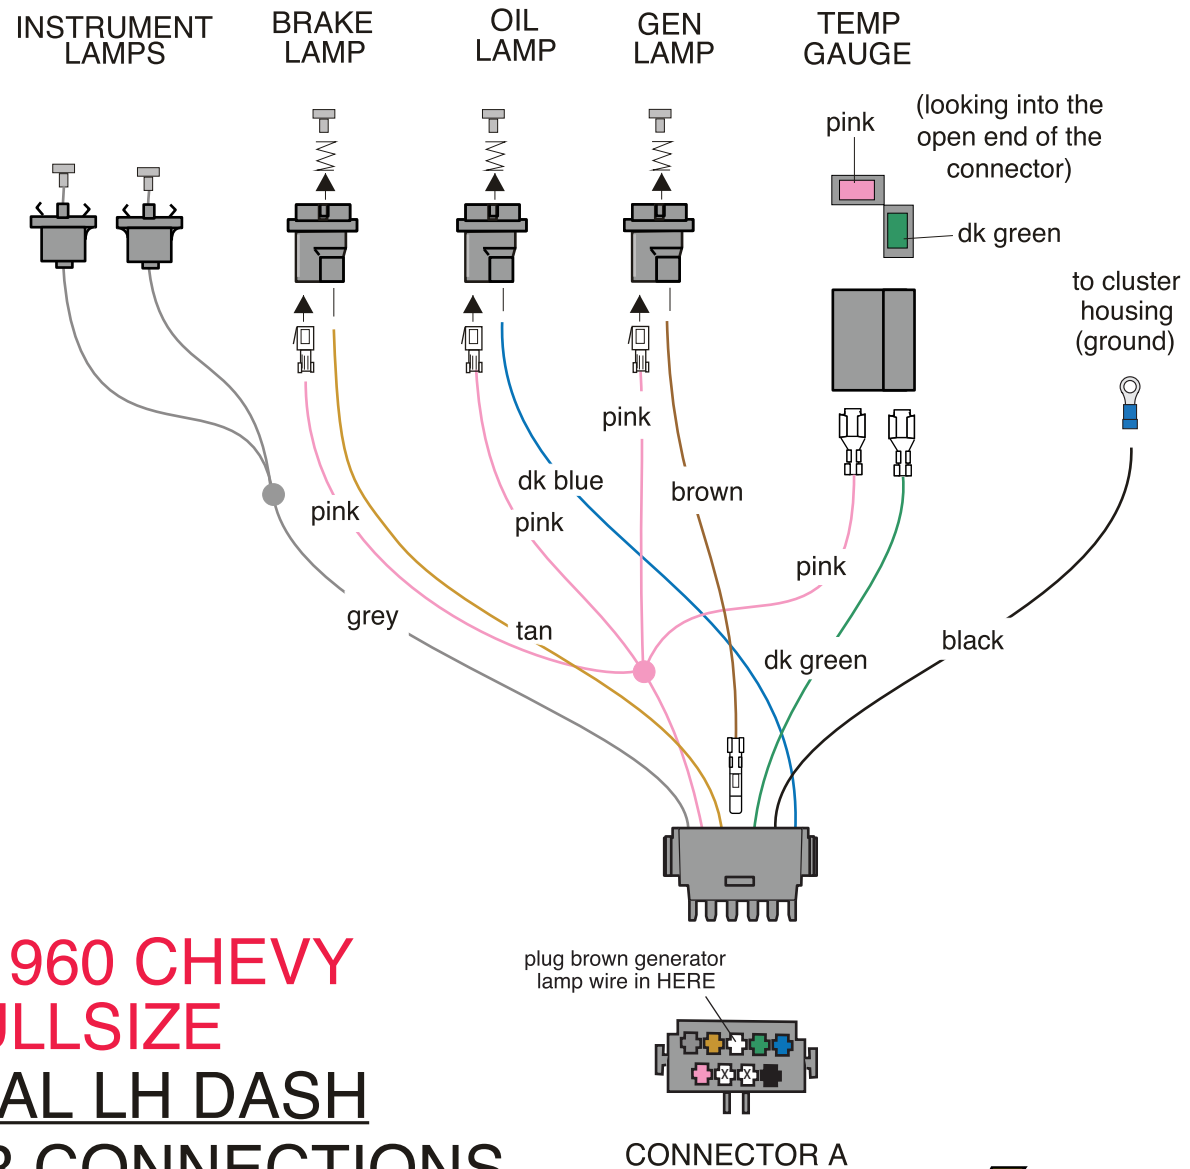 INSTRUMENT
LAMPS
BRAKE
LAMP
OIL
LAMP
GEN
LAMP
TEMP
GAUGE
pink
(looking into the
open end of the
connector)
dk green
to cluster
housing
(ground)
pink
dk blue
brown
pink
pink
pink
grey
tan
dk green
black
plug brown generator
lamp wire in HERE
X X
960 CHEVY
ULLSIZE
AL LH DASH
R CONNECTIONS
CONNECTOR A